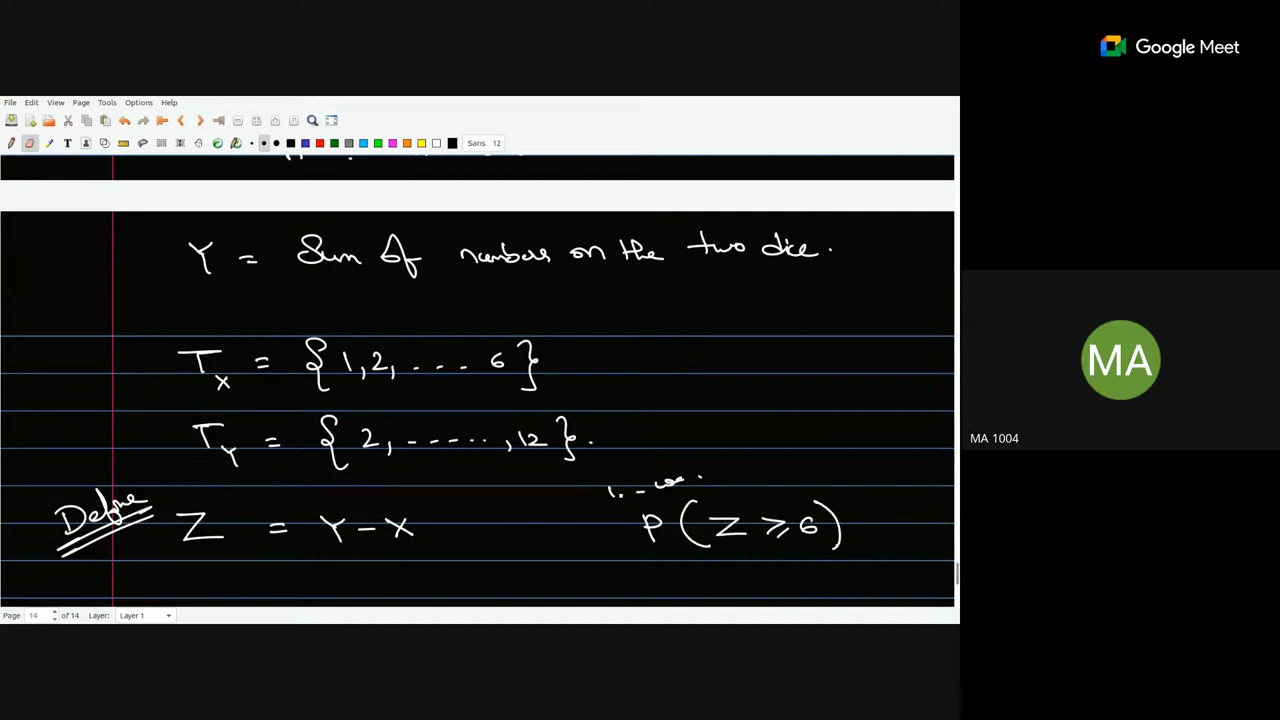 Google Meet
File Edit View Page Tools Options Help
T Sans 12
Y = Sum of numbers on the two dice.
T_X = {1,2, .... 6}
T_Y = {2, ......, 12}.
Define Z = Y - X P(Z ≥ 6)
MA
MA 1004
Page 14 of 14 Layer: Layer 1